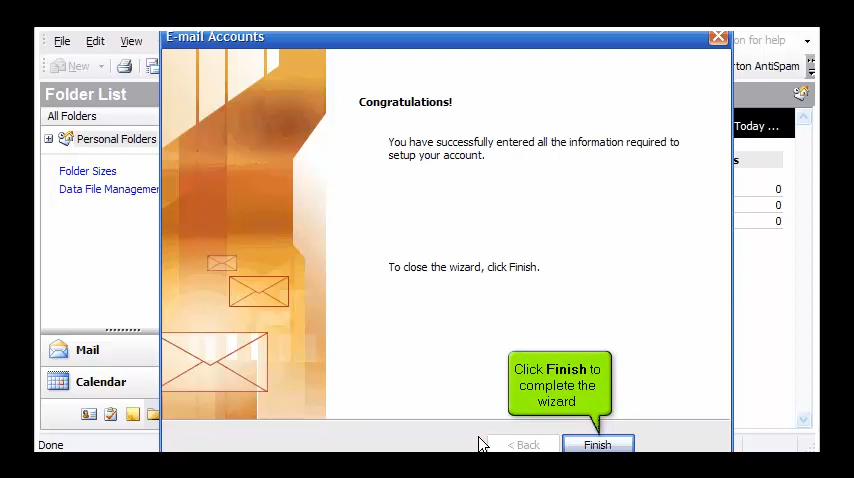 E-mail Accounts
File Edit View
on for help
New
rton AntiSpam
Folder List
All Folders
Personal Folders
Folder Sizes
Data File Managemen
Today ...
s
0
0
0
Congratulations!
You have successfully entered all the information required to
setup your account.
To close the wizard, click Finish.
Mail
Calendar
Click Finish to
complete the
wizard
Done
< Back
Finish